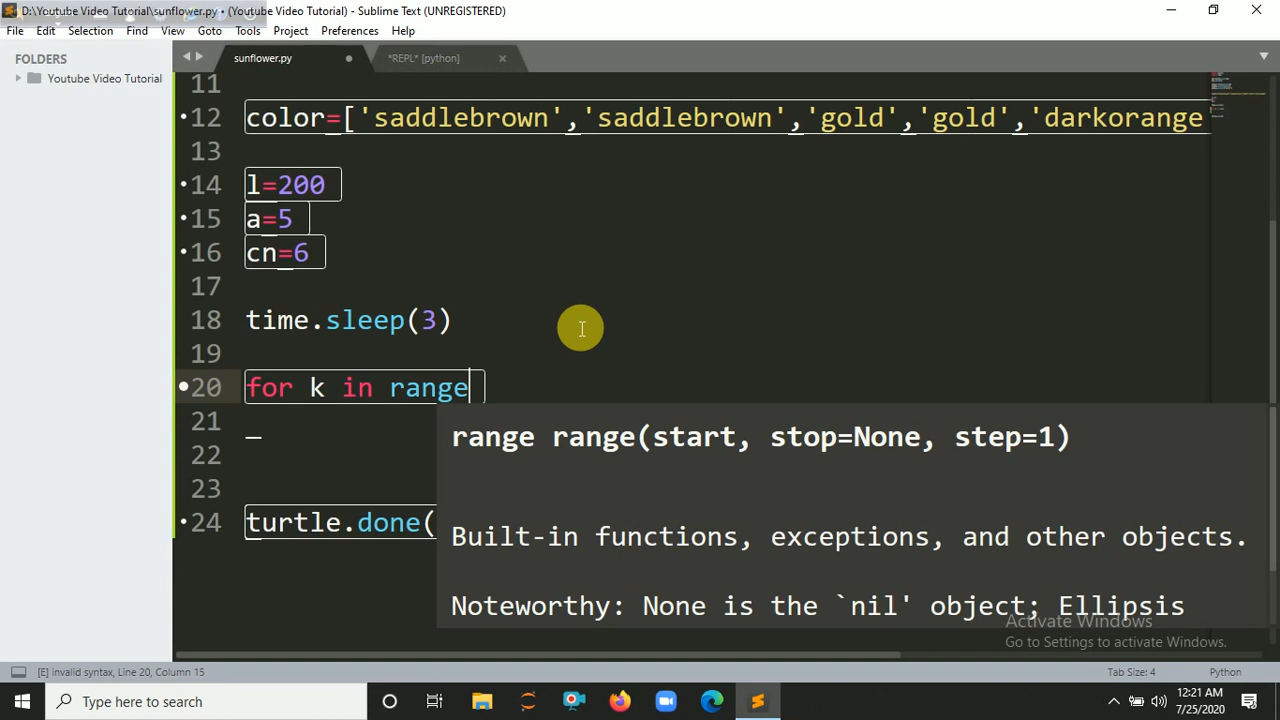 D:\Youtube Video Tutorial\sunflower.py • (Youtube Video Tutorial) - Sublime Text (UNREGISTERED)
File Edit Selection Find View Goto Tools Project Preferences Help
FOLDERS
Youtube Video Tutorial
sunflower.py
*REPL* [python]
11
12 color=['saddlebrown','saddlebrown','gold','gold','darkorange'
13
14 l=200
15 a=5
16 cn=6
17
18 time.sleep(3)
19
20 for k in range
21
22
23
24 turtle.done(
range range(start, stop=None, step=1)
Built-in functions, exceptions, and other objects.
Noteworthy: None is the `nil' object; Ellipsis
Activate Windows
Go to Settings to activate Windows.
[E] invalid syntax, Line 20, Column 15
Tab Size: 4
Python
Type here to search
12:21 AM
7/25/2020